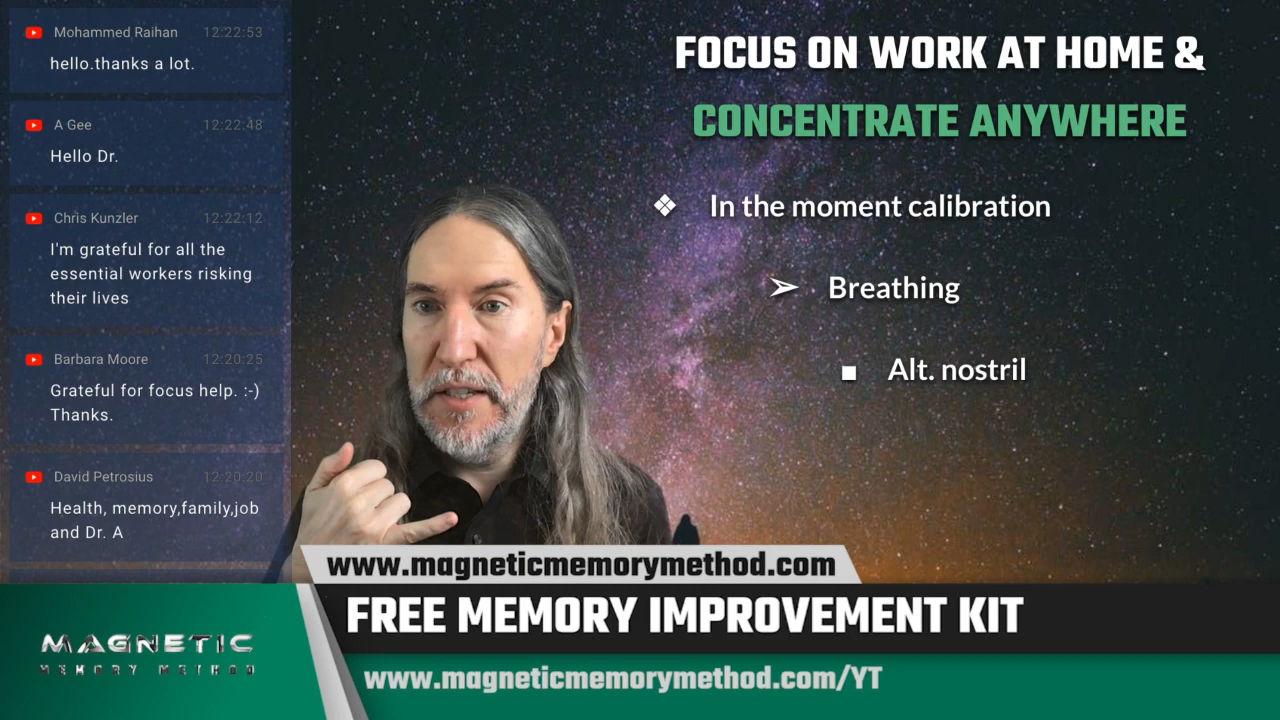 Mohammed Raihan 12:22:53
hello.thanks a lot.
A Gee 12:22:48
Hello Dr.
Chris Kunzler 12:22:12
I'm grateful for all the
essential workers risking
their lives
Barbara Moore 12:20:25
Grateful for focus help. :-)
Thanks.
David Petrosius 12:20:20
Health, memory,family,job
and Dr. A
FOCUS ON WORK AT HOME &
CONCENTRATE ANYWHERE
❖ In the moment calibration
➢ Breathing
▪ Alt. nostril
www.magneticmemorymethod.com
FREE MEMORY IMPROVEMENT KIT
www.magneticmemorymethod.com/YT
MAGNETIC
MEMORY METHOD